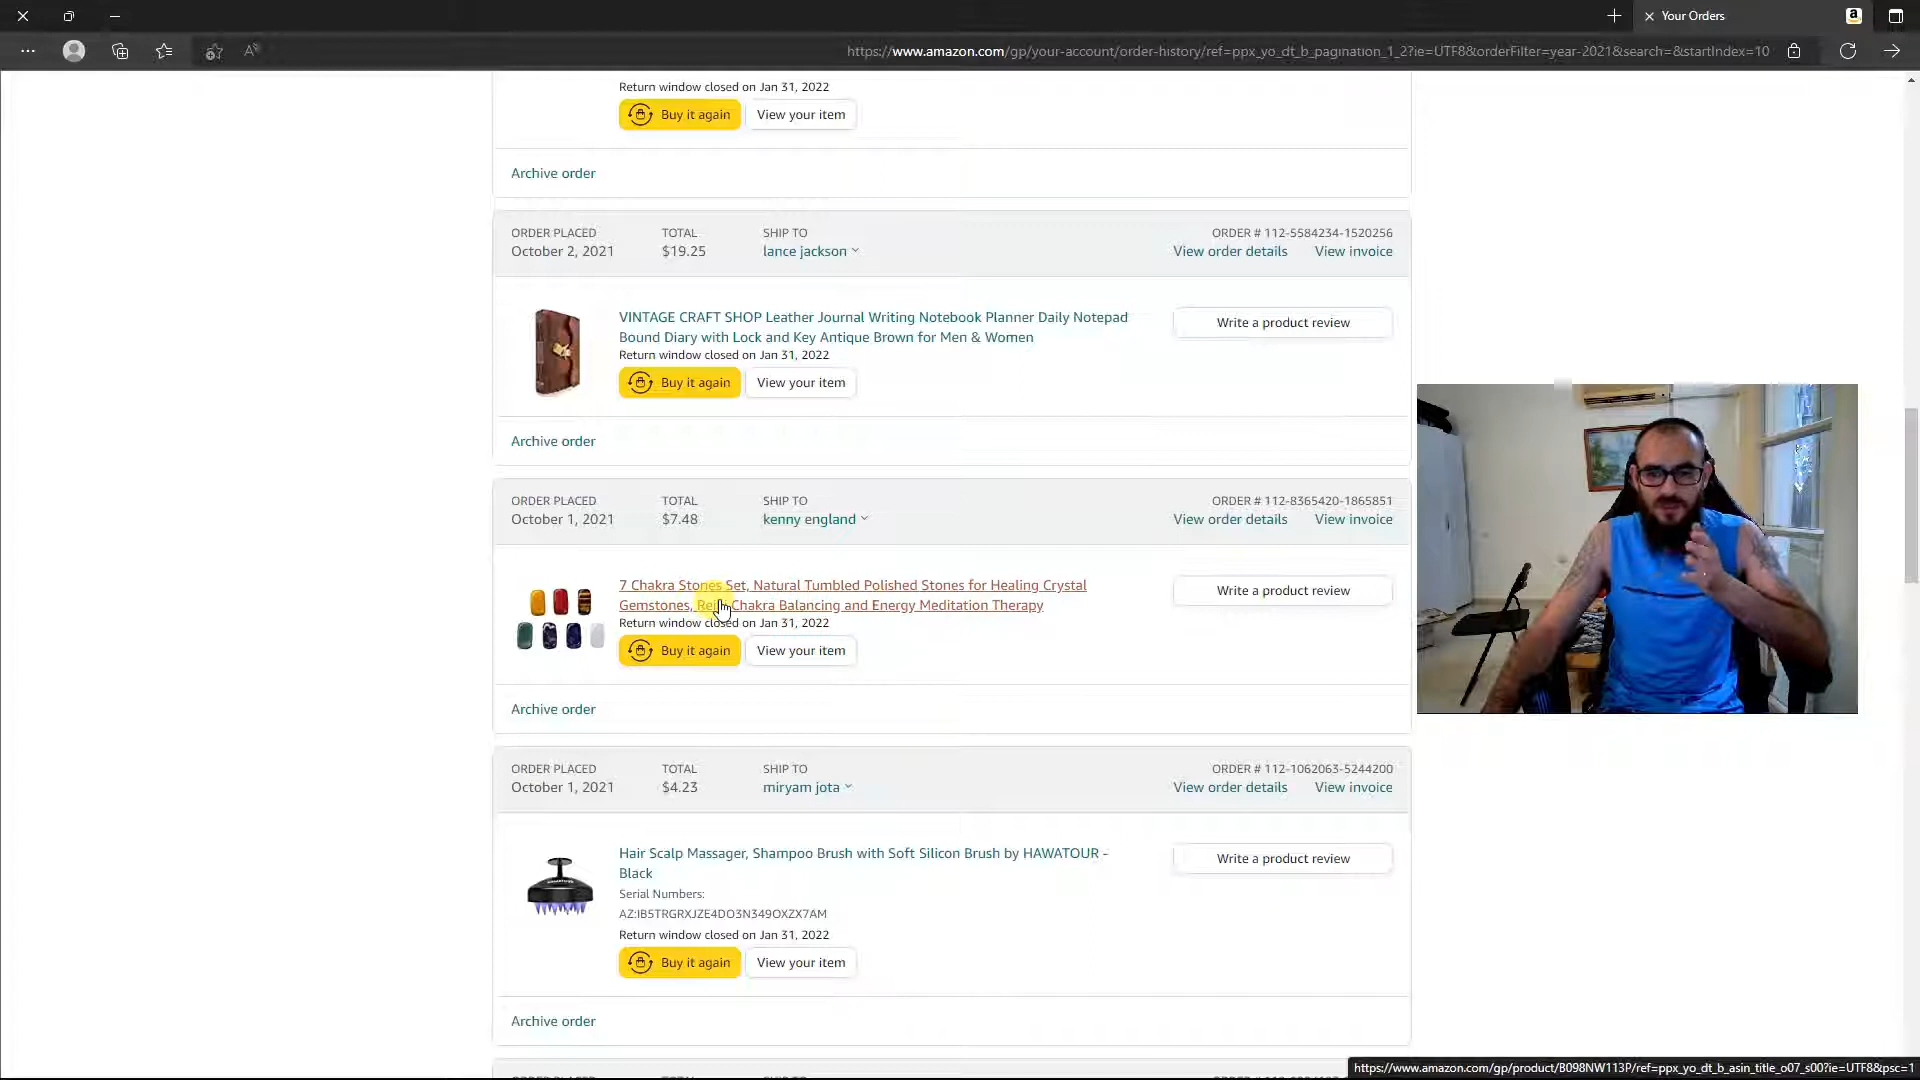 Your Orders
https://www.amazon.com/gp/your-account/order-history/ref=ppx_yo_dt_b_pagination_1_2?ie=UTF8&orderFilter=year-2021&search=&startIndex=10
Return window closed on Jan 31, 2022
Buy it again View your item
Archive order
ORDER PLACED TOTAL SHIP TO ORDER # 112-5584234-1520256
October 2, 2021 $19.25 lance jackson View order details View invoice
VINTAGE CRAFT SHOP Leather Journal Writing Notebook Planner Daily Notepad
Bound Diary with Lock and Key Antique Brown for Men & Women
Write a product review
Return window closed on Jan 31, 2022
Buy it again View your item
Archive order
ORDER PLACED TOTAL SHIP TO ORDER # 112-8365420-1865851
October 1, 2021 $7.48 kenny england View order details View invoice
7 Chakra Stones Set, Natural Tumbled Polished Stones for Healing Crystal
Gemstones, Chakra Balancing and Energy Meditation Therapy
Write a product review
Return window closed on Jan 31, 2022
Buy it again View your item
Archive order
ORDER PLACED TOTAL SHIP TO ORDER # 112-1062063-5244200
October 1, 2021 $4.23 miryam jota View order details View invoice
Hair Scalp Massager, Shampoo Brush with Soft Silicon Brush by HAWATOUR -
Black
Write a product review
Serial Numbers:
AZ:IB5TRGRXJZE4DO3N349OXZX7AM
Return window closed on Jan 31, 2022
Buy it again View your item
Archive order
https://www.amazon.com/gp/product/B098NW113P/ref=ppx_yo_dt_b_asin_title_o07_s00?ie=UTF8&psc=1